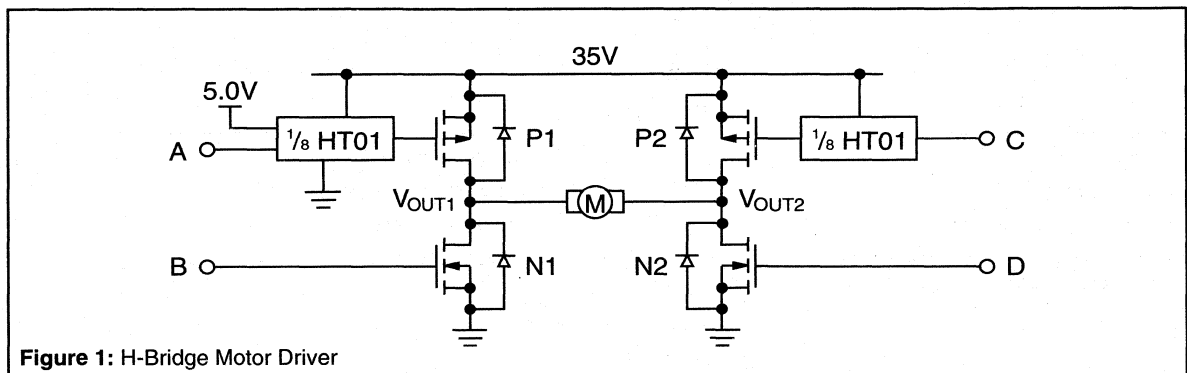 35V
5.0V
A
1/8 HT01
P1
P2
1/8 HT01
C
VOUT1
M
VOUT2
B
N1
N2
D
Figure 1: H-Bridge Motor Driver